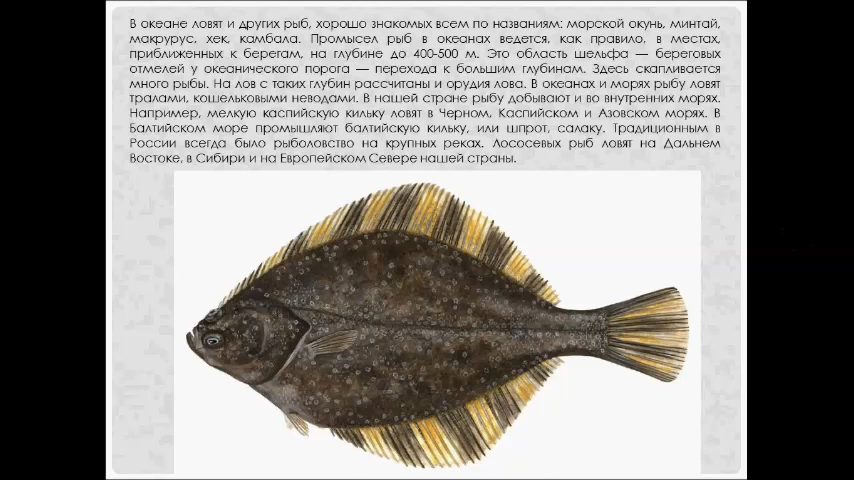 В океане ловят и других рыб, хорошо знакомых всем по названиям: морской окунь, минтай,
макрурус, хек, камбала. Промысел рыб в океанах ведется, как правило, в местах,
приближенных к берегам, на глубине до 400-500 м. Это область шельфа — береговых
отмелей у океанического порога — перехода к большим глубинам. Здесь скапливается
много рыбы. На лов с таких глубин рассчитаны и орудия лова. В океанах и морях рыбу ловят
тралами, кошельковыми неводами. В нашей стране рыбу добывают и во внутренних морях.
Например, мелкую каспийскую кильку ловят в Черном, Каспийском и Азовском морях. В
Балтийском море промышляют балтийскую кильку, или шпрот, салаку. Традиционным в
России всегда было рыболовство на крупных реках. Лососевых рыб ловят на Дальнем
Востоке, в Сибири и на Европейском Севере нашей страны.